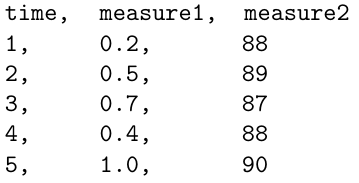 time, measure1, measure2
1, 0.2, 88
2, 0.5, 89
3, 0.7, 87
4, 0.4, 88
5, 1.0, 90